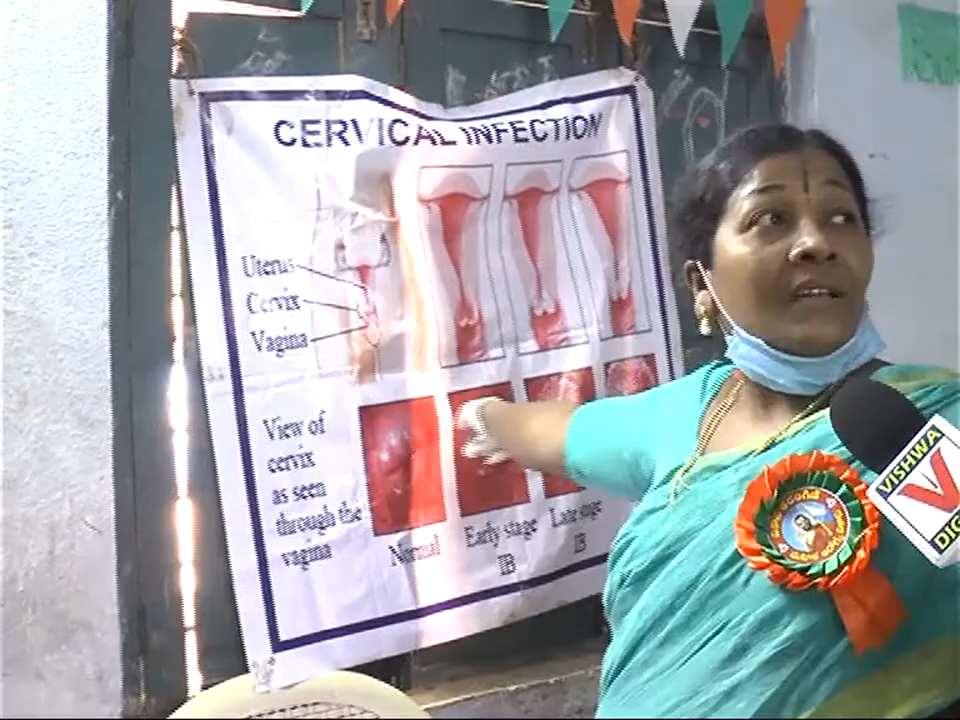 CERVICAL INFECTION
Uterus
Cervix
Vagina
View of
cervix
as seen
through the
vagina
Normal
Early stage
IB
Late stage
IB
VISHWA
V
DIG